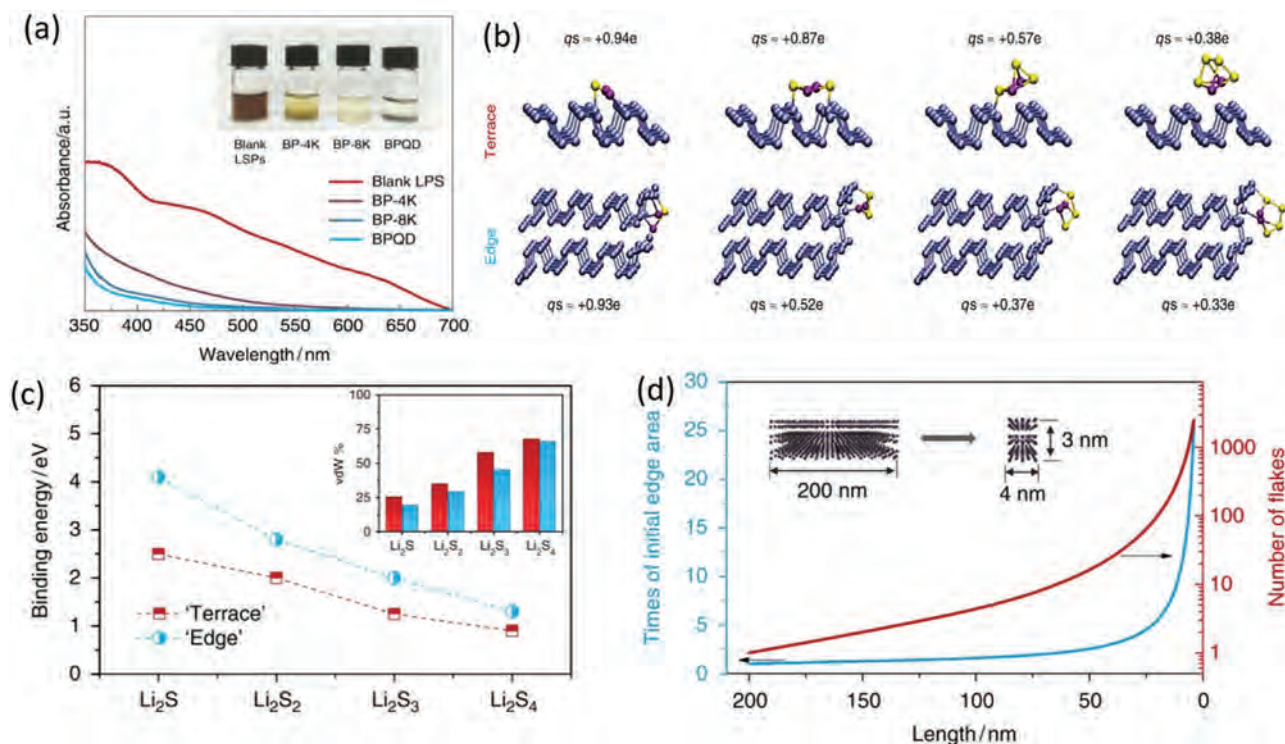 (a)
Absorbance/a.u.
Blank LSPs
BP-4K
BP-8K
BPQD
Blank LPS
BP-4K
BP-8K
BPQD
350 400 450 500 550 600 650 700
Wavelength/nm
(b)
qs = +0.94e
qs = +0.87e
qs = +0.57e
qs = +0.38e
Terrace
Edge
qs = +0.93e
qs = +0.52e
qs = +0.37e
qs = +0.33e
(c)
Binding energy/eV
6
5
4
3
2
1
0
vdW %
100
75
50
25
0
Li₂S
Li₂S₂
Li₂S₃
Li₂S₄
'Terrace'
'Edge'
Li₂S
Li₂S₂
Li₂S₃
Li₂S₄
(d)
Times of initial edge area
30
25
20
15
10
5
0
200 nm
3 nm
4 nm
Number of flakes
1000
100
10
1
200 150 100 50 0
Length/nm